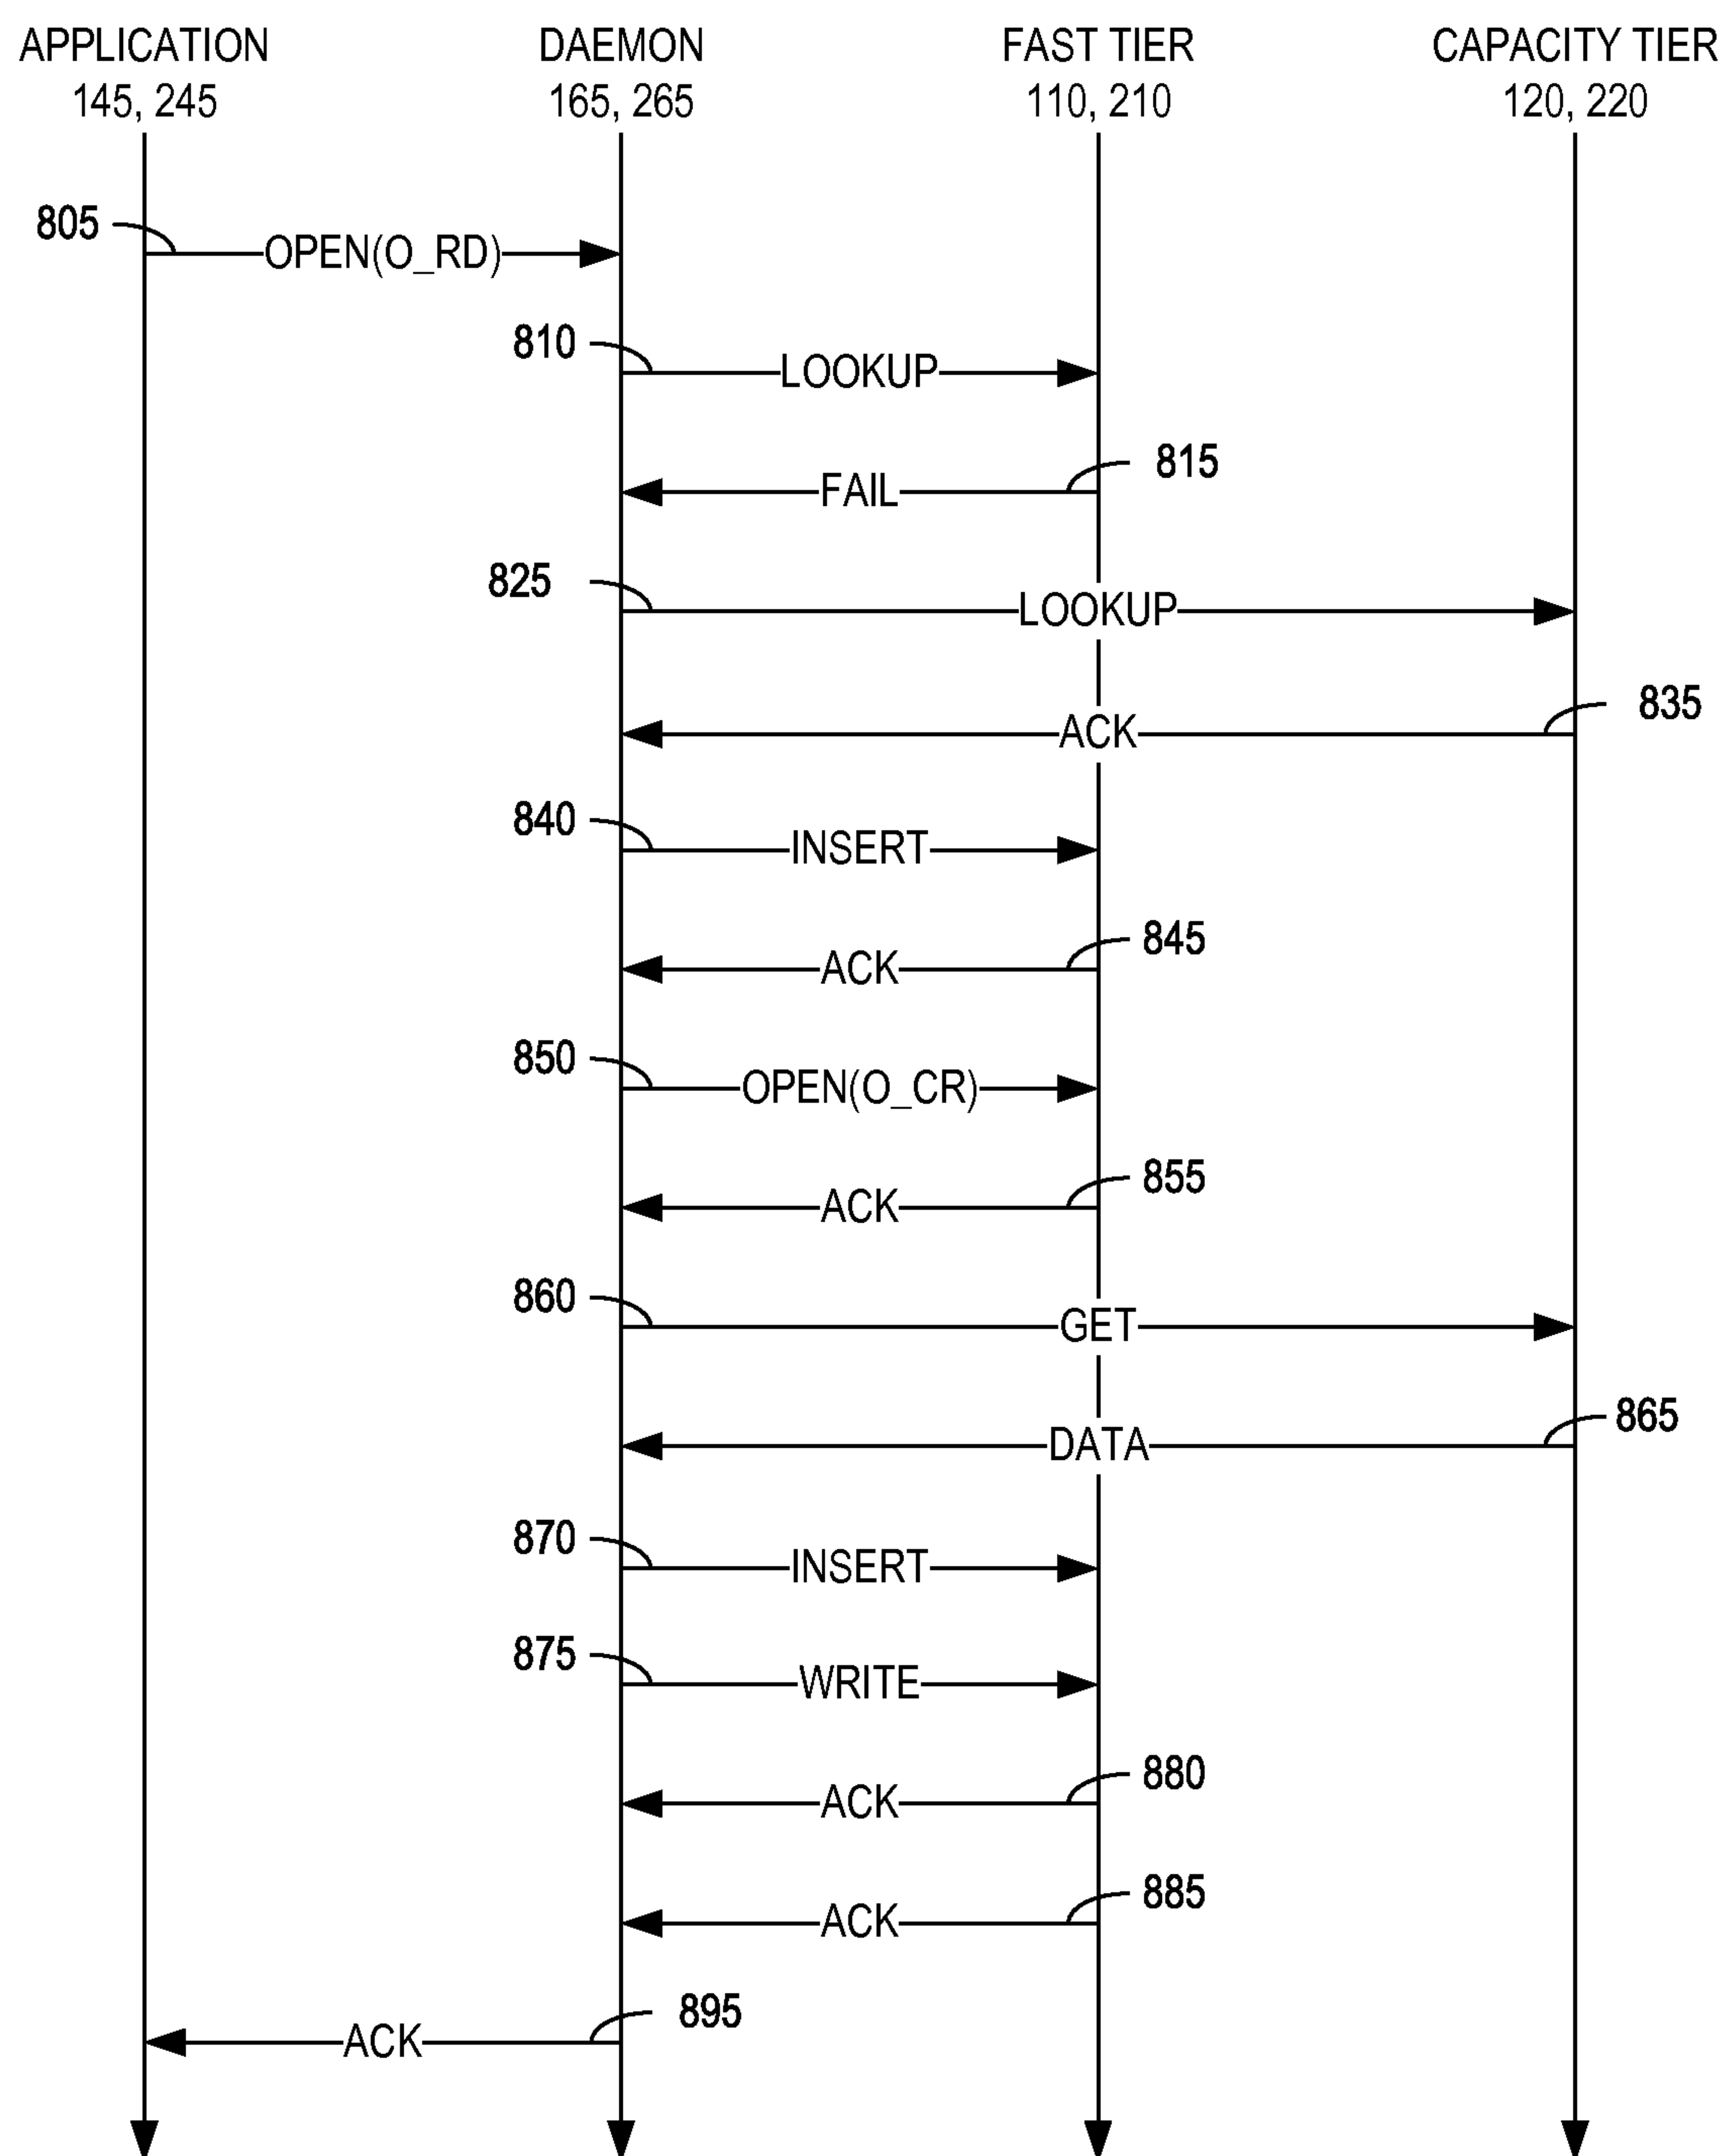 APPLICATION DAEMON FAST TIER CAPACITY TIER
145, 245 165, 265 110, 210 120, 220
805
OPEN(O_RD)
810
LOOKUP
815
FAIL
825
LOOKUP
835
ACK
840
INSERT
845
ACK
850
OPEN(O_CR)
855
ACK
860
GET
865
DATA
870
INSERT
875
WRITE
880
ACK
885
ACK
895
ACK